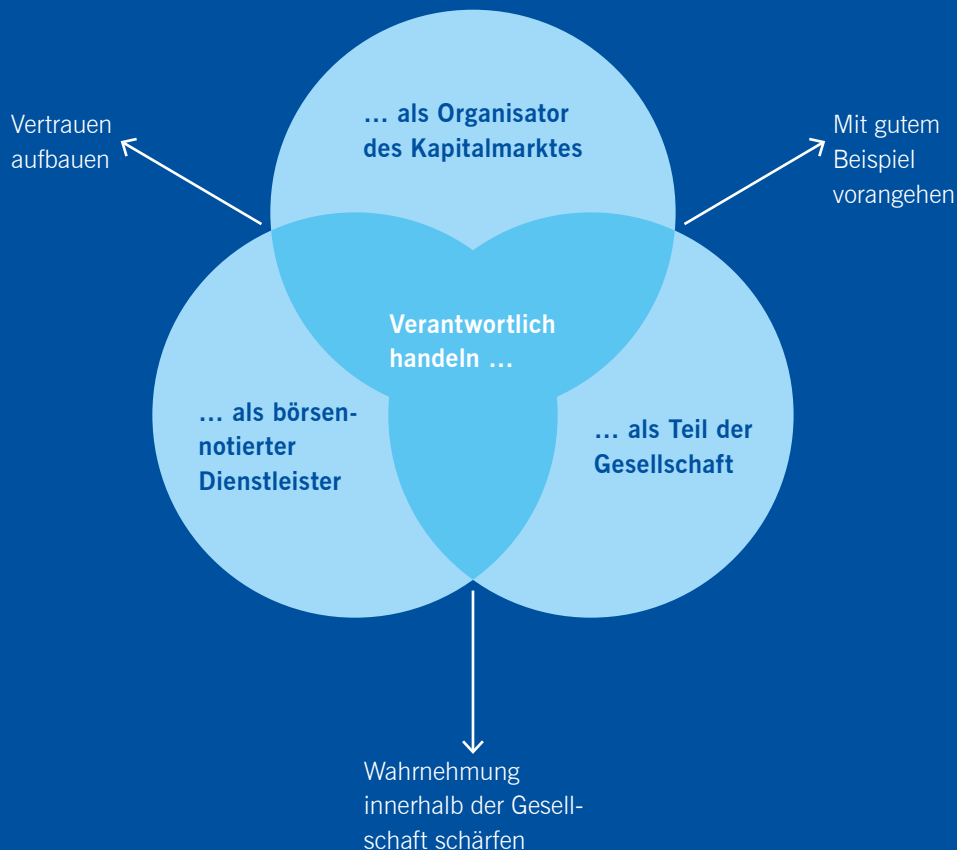 … als Organisator
des Kapitalmarktes
Vertrauen
aufbauen
Mit gutem
Beispiel
vorangehen
Verantwortlich
handeln …
… als börsen-
notierter
Dienstleister
… als Teil der
Gesellschaft
Wahrnehmung
innerhalb der Gesell-
schaft schärfen